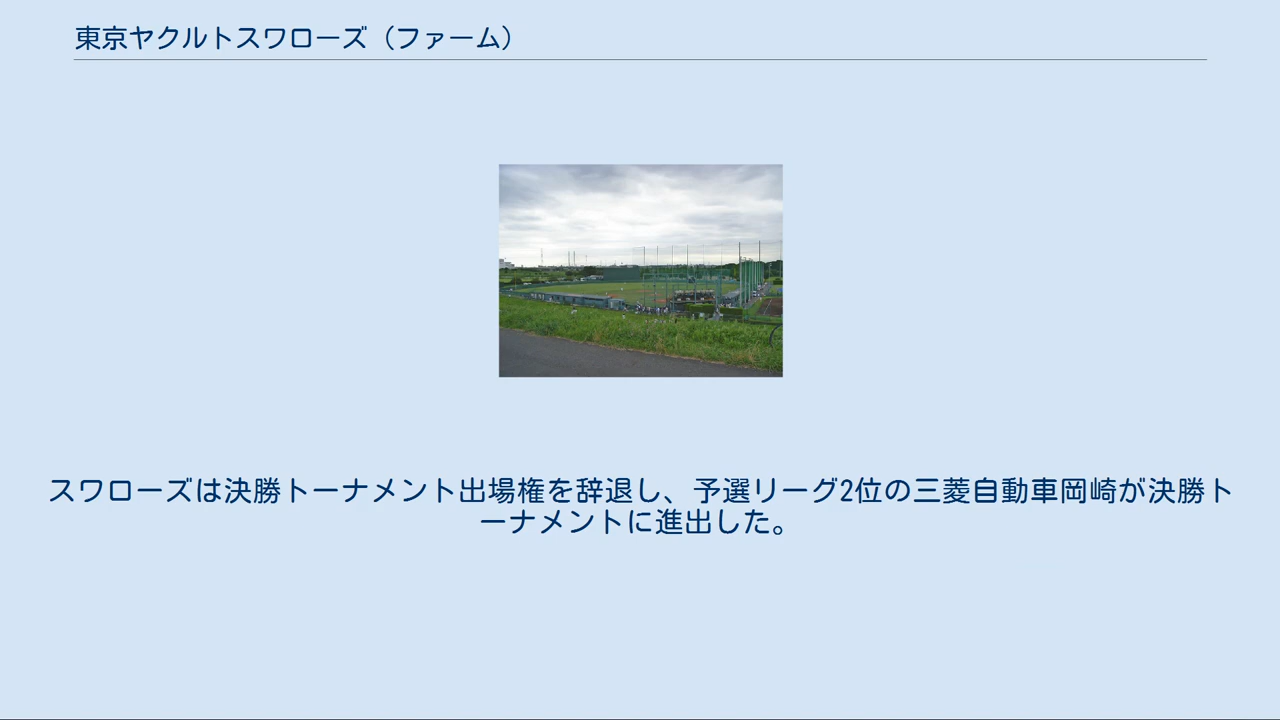 東京ヤクルトスワローズ（ファーム）
スワローズは決勝トーナメント出場権を辞退し、予選リーグ2位の三菱自動車岡崎が決勝ト
ーナメントに進出した。